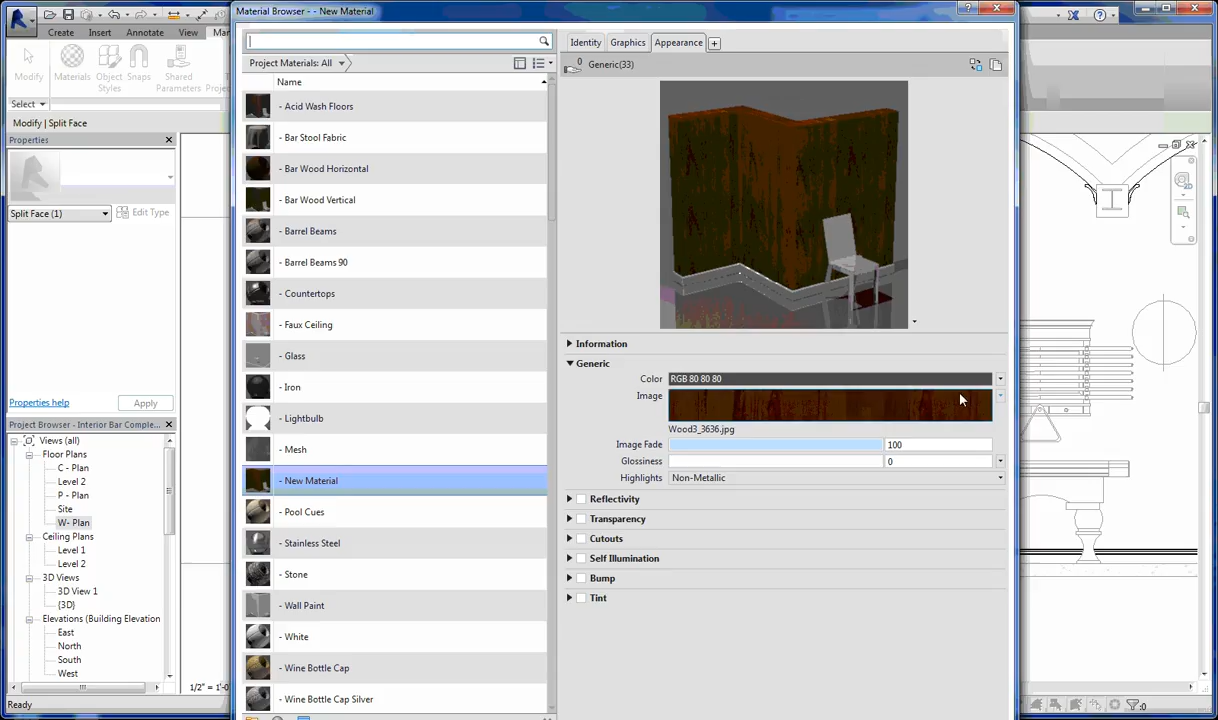 Material Browser - - New Material
Create
Insert
Annotate
View
Modify
Materials
Object Styles
Snaps
Shared Parameters
Select
Modify | Split Face
Properties
Split Face (1)
Edit Type
Properties help
Apply
Project Browser - Interior Bar Comple...
Views (all)
Floor Plans
C - Plan
Level 2
P - Plan
Site
W- Plan
Ceiling Plans
Level 1
Level 2
3D Views
3D View 1
{3D}
Elevations (Building Elevation
East
North
South
West
Ready
Project Materials: All
Name
- Acid Wash Floors
- Bar Stool Fabric
- Bar Wood Horizontal
- Bar Wood Vertical
- Barrel Beams
- Barrel Beams 90
- Countertops
- Faux Ceiling
- Glass
- Iron
- Lightbulb
- Mesh
- New Material
- Pool Cues
- Stainless Steel
- Stone
- Wall Paint
- White
- Wine Bottle Cap
- Wine Bottle Cap Silver
Identity
Graphics
Appearance
0
Generic(33)
Information
Generic
Color
RGB 80 80 80
Image
Wood3_3636.jpg
Image Fade
100
Glossiness
0
Highlights
Non-Metallic
Reflectivity
Transparency
Cutouts
Self Illumination
Bump
Tint
:0